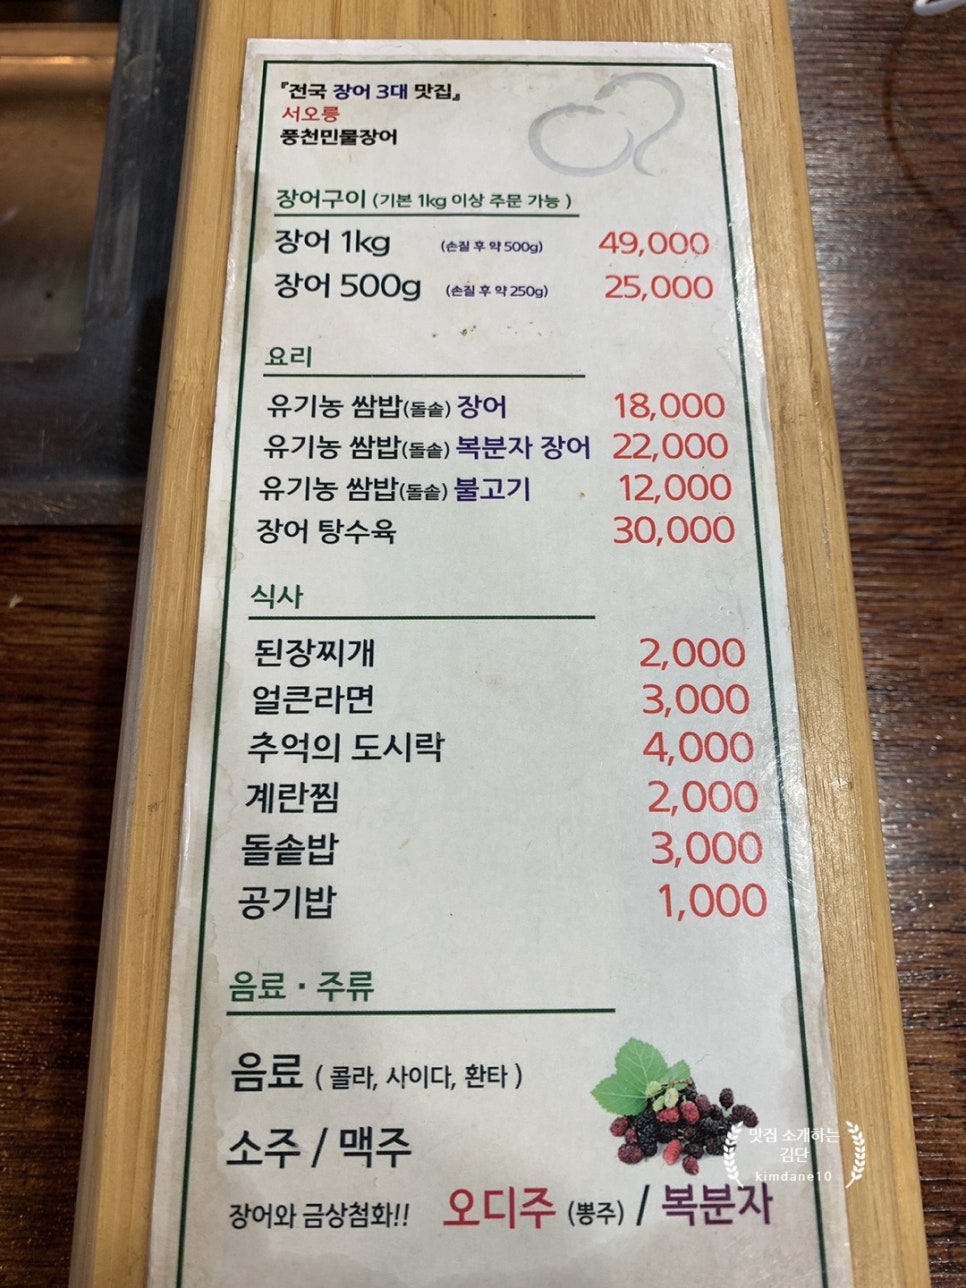 『전국 장어 3대 맛집』
서오릉
풍천민물장어
장어구이 (기본 1kg 이상 주문 가능 )
장어 1kg (손질 후 약 500g) 49,000
장어 500g (손질 후 약 250g) 25,000
요리
유기농 쌈밥(돌솥) 장어 18,000
유기농 쌈밥(돌솥) 복분자 장어 22,000
유기농 쌈밥(돌솥) 불고기 12,000
장어 탕수육 30,000
식사
된장찌개 2,000
얼큰라면 3,000
추억의 도시락 4,000
계란찜 2,000
돌솥밥 3,000
공기밥 1,000
음료 · 주류
음료 ( 콜라, 사이다, 환타 )
소주 / 맥주
장어와 금상첨화!! 오디주 (뽕주) / 복분자
맛집 소개하는
김단
kimdane10